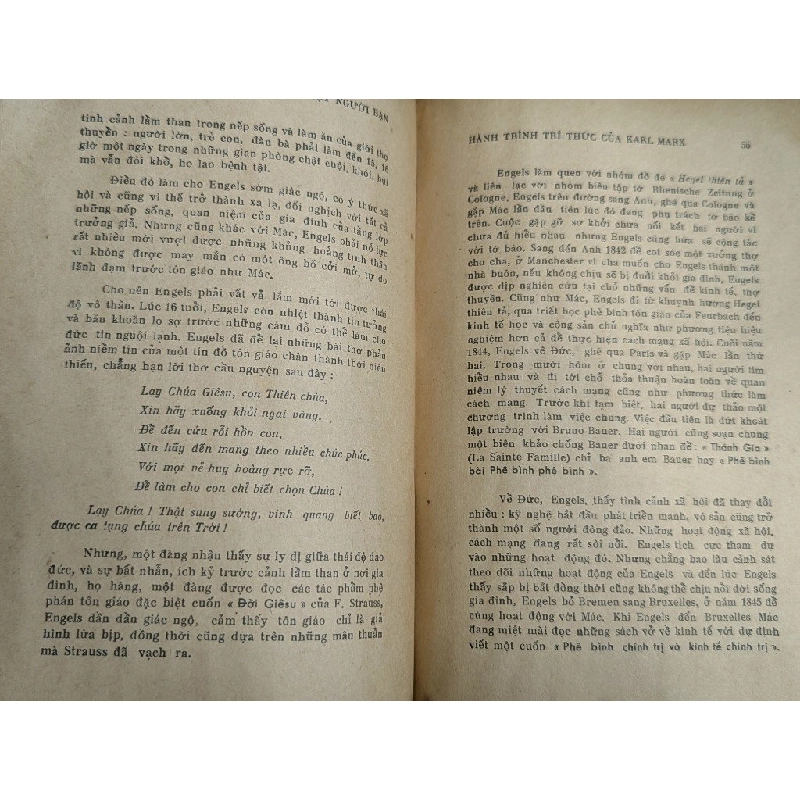 NGƯỜI BẠN
tình cảnh lầm than trong nếp sống và làm ăn của giới thợ
thuyền : người lớn, trẻ con, đàn bà phải làm đến 12, 16
giờ một ngày trong những gian phòng chật chội, khói, bụi
mà vẫn đói khổ, ho lao bệnh tật.
Điều đó làm cho Engels sớm giác ngộ, có ý thức xã
hội và cũng vì thế trở thành xa lạ, đối nghịch với tất cả
những nếp sống, quan niệm của gia đình của tầng lớp
trưởng giả. Nhưng cũng khác với Mác, Engels phải nỗ lực
rất nhiều mới vượt được những khủng hoảng tinh thần
vì không được may mắn có một ông bố cởi mở, tự do
lãnh đạm trước tôn giáo như Mác.
Cho nên Engels phải vất vả lắm mới tới được thái
độ vô thần. Lúc 16 tuổi, Engels còn nhiệt thành tin tưởng
và băn khoăn lo sợ trước những cám dỗ có thể làm cho
đức tin nguội lạnh. Engels đã để lại những bài thơ phản
ảnh niềm tin của một tín đồ tôn giáo chân thành thời niên
thiếu, chẳng hạn lời thơ cầu nguyện sau đây :
Lạy Chúa Giêsu, con Thiên chúa,
Xin hãy xuống khỏi ngai vàng.
Để đến cứu rỗi hồn con,
Xin hãy đến mang theo nhiều chúc phúc,
Với mọi vẻ huy hoàng rực rỡ,
Để làm cho con chỉ biết chọn Chúa !
Lạy Chúa ! Thật sung sướng, vinh quang biết bao,
được ca tụng chúa trên Trời !
Nhưng, một đàng nhận thấy sự ly dị giữa thái độ đạo
đức, và sự bất nhẫn, ích kỷ trước cảnh lầm than ở nơi gia
đình, họ hàng, một đàng được đọc các tác phẩm phê
phán tôn giáo đặc biệt cuốn « Đời Giêsu » của F. Strauss,
Engels dần dần giác ngộ, cảm thấy tôn giáo chỉ là giả
hình lừa bịp, đồng thời cũng dựa trên những mâu thuẫn
mà Strauss đã vạch ra.
HÀNH TRÌNH TRÍ THỨC CỦA KARL MARX 55
Engels làm quen với nhóm đồ đệ « Hegel thiên tả »
và liên lạc với nhóm biên tập tờ Rhenische Zeitung ở
Cologne, Engels trên đường sang Anh, ghé qua Cologne và
gặp Mác lần đầu tiên lúc đó đang phụ trách tờ báo kể
trên. Cuộc gặp gỡ sơ khởi chưa nối kết hai người vì
chưa đủ hiểu nhau nhưng Engels cũng hứa sẽ cộng tác
với tờ báo. Sang đến Anh 1842 để coi sóc một xưởng thợ
cho cha, ở Manchester vì cha muốn cho Engels thành một
nhà buôn, nếu không chịu sẽ bị đuổi khỏi gia đình, Engels
được dịp nghiên cứu tại chỗ những vấn đề kinh tế, thợ
thuyền. Cũng như Mác, Engels đi từ khuynh hướng Hegel
thiên tả, qua triết học phê bình tôn giáo của Feurbach đến
kinh tế học và cộng sản chủ nghĩa như phương tiêu liệu
nghiệm hơn cả để thực hiện cách mạng xã hội. Cuối năm
1844, Engels về Đức, ghé qua Paris và gặp Mác lần thứ
hai. Trong mười hôm ở chung với nhau, hai người tìm
hiểu nhau và đi tới chỗ thỏa thuận hoàn toàn về quan
niệm lý thuyết cách mạng cũng như phương thức làm
cách mạng. Trước khi tạm biệt, hai người dự thảo một
chương trình làm việc chung. Việc đầu tiên là dứt khoát
lập trường với Bruno Bauer. Hai người cùng soạn chung
một biên khảo chống Bauer dưới nhan đề : « Thánh Gia »
(La Sainte Famille) chỉ ba anh em Bauer hay « Phê bình
bởi Phê bình phê bình ».
Về Đức, Engels, thấy tình cảnh xã hội đã thay đổi
nhiều : kỹ nghệ bắt đầu phát triển mạnh, vô sản cũng trở
thành một số người đông đảo. Những hoạt động xã hội,
cách mạng đang rất sôi nổi. Engels tích cực tham dự
vào những hoạt động đó. Nhưng chẳng bao lâu cảnh sát
theo dõi những hoạt động của Engels và đến lúc Engels
thấy sắp bị bắt đồng thời cũng không thể chịu nổi đời sống
gia đình, Engels bỏ Bremen sang Bruxelles, ở năm 1845 để
cùng hoạt động với Mác. Khi Engels đến Bruxelles Mác
đang miệt mài đọc những sách vở về kinh tế với dự định
viết một cuốn « Phê bình chính trị và kinh tế chính trị ».